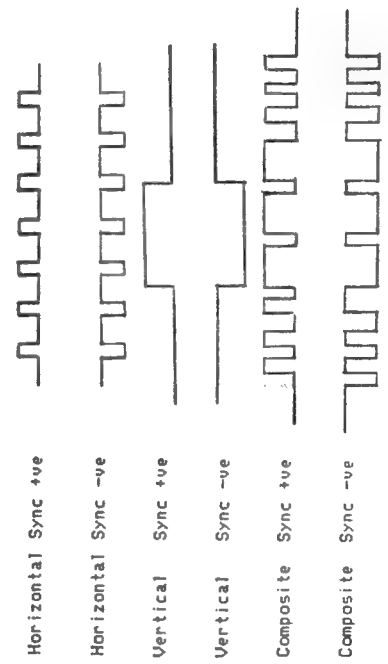 Horizontal Sync +ve
Horizontal Sync -ve
Vertical Sync +ve
Vertical Sync -ve
Composite Sync +ve
Composite Sync -ve